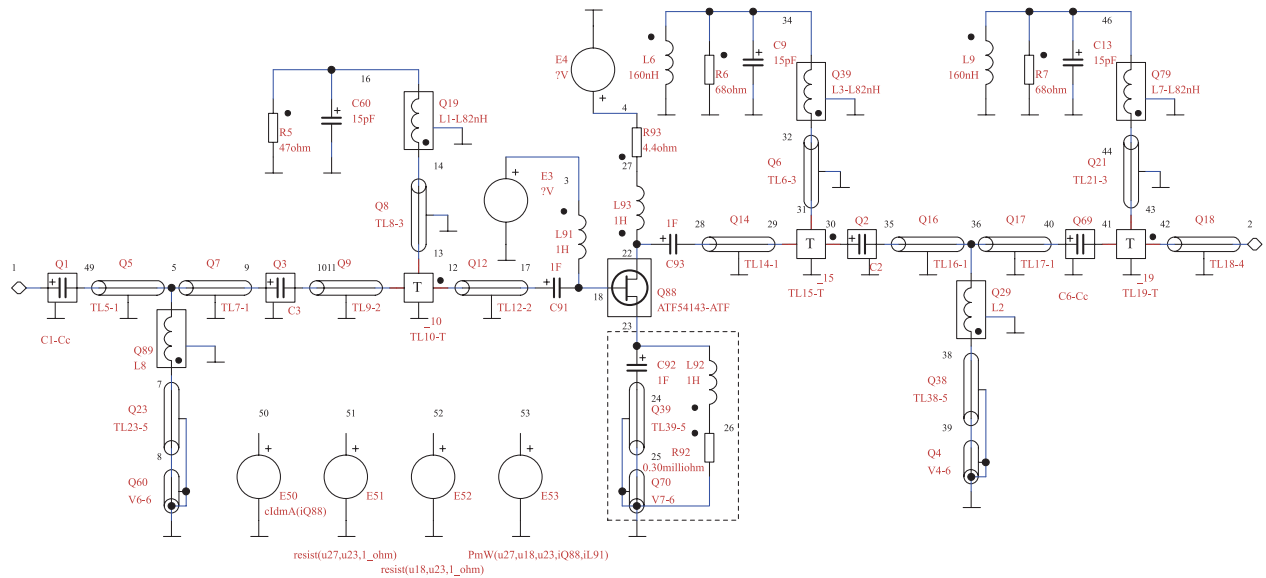 E4
?V
4
R93
4.4ohm
27
L93
1H
22
L6
160nH
R6
68ohm
C9
15pF
34
Q39
L3-L82nH
32
Q6
TL6-3
31
L9
160nH
R7
68ohm
C13
15pF
46
Q79
L7-L82nH
44
Q21
TL21-3
43
R5
47ohm
C60
15pF
16
Q19
L1-L82nH
14
Q8
TL8-3
13
E3
?V
3
L91
1H
1
Q1
C1-Cc
49
Q5
TL5-1
5
Q7
TL7-1
9
Q3
C3
1011
Q9
TL9-2
T
_10
TL10-T
12
Q12
TL12-2
17
1F
C91
18
Q88
ATF54143-ATF
23
1F
C93
28
Q14
TL14-1
29
T
_15
TL15-T
30
Q2
C2
35
Q16
TL16-1
36
Q17
TL17-1
40
Q69
C6-Cc
41
T
_19
TL19-T
42
Q18
TL18-4
2
Q89
L8
7
Q23
TL23-5
8
Q60
V6-6
50
E50
cIdmA(iQ88)
51
E51
resist(u27,u23,1_ohm)
52
E52
resist(u18,u23,1_ohm)
53
E53
PmW(u27,u18,u23,iQ88,iL91)
C92
1F
L92
1H
24
Q39
TL39-5
R92
0.30milliohm
26
25
Q70
V7-6
Q29
L2
38
Q38
TL38-5
39
Q4
V4-6